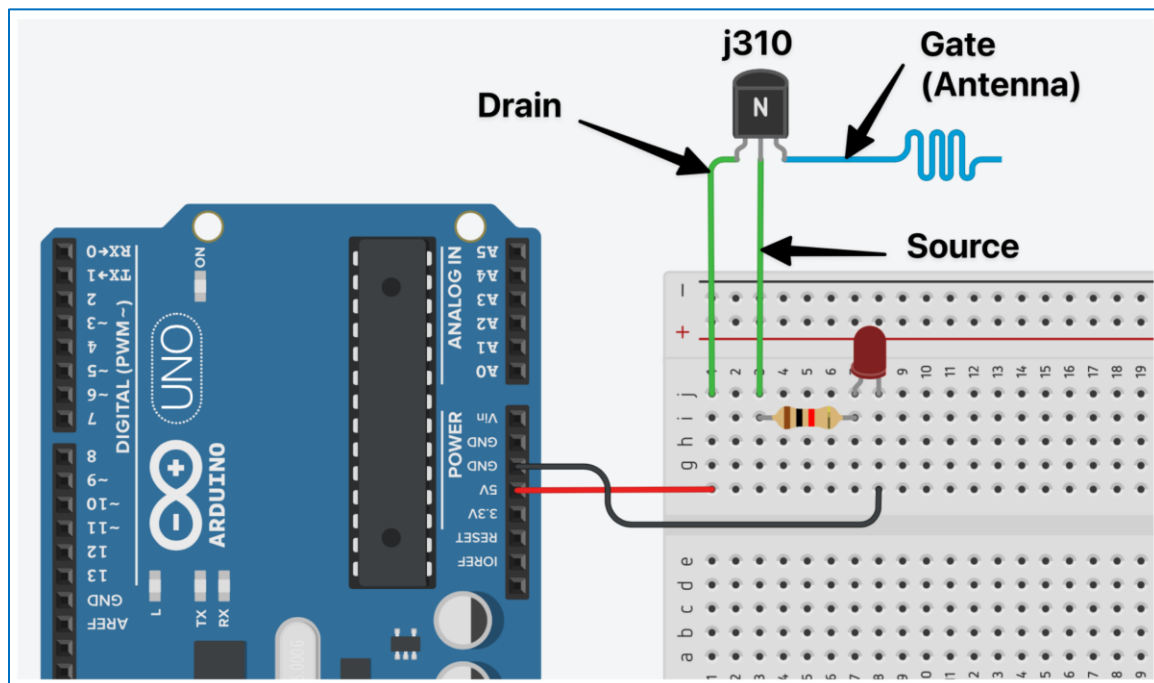 j310
Gate
(Antenna)
Drain
N
Source
RX←0
TX→1
2
~3
4
~5
~6
7
DIGITAL (PWM~)
8
~9
~10
~11
12
13
GND
AREF
ON
UNO
ARDUINO
L
TX
RX
ANALOG IN
A5
A4
A3
A2
A1
A0
POWER
Vin
GND
GND
5V
3.3V
RESET
IOREF
−
+
1 2 3 4 5 6 7 8 9 10 11 12 13 14 15 16 17 18 19
j
i
h
g
e
d
c
b
a